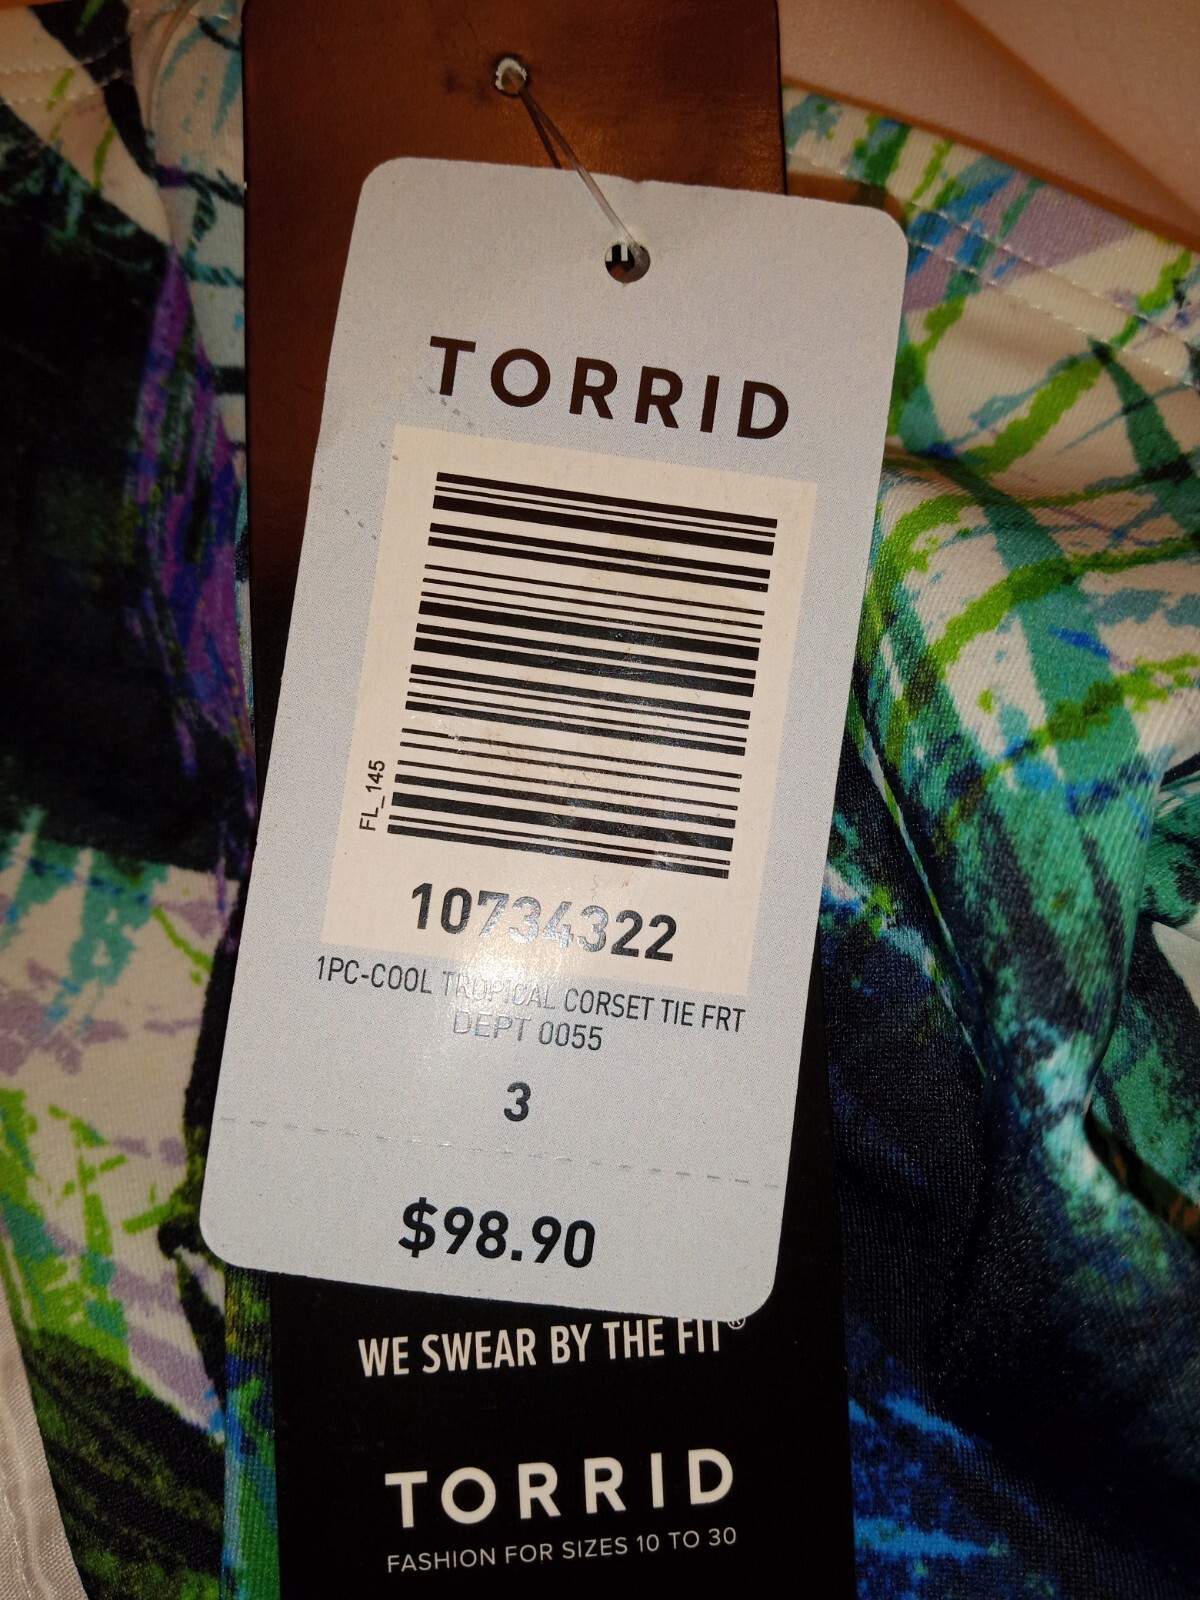 TORRID
FL_145
10734322
1PC-COOL TROPICAL CORSET TIE FRT
DEPT 0055
3
$98.90
WE SWEAR BY THE FIT®
TORRID
FASHION FOR SIZES 10 TO 30